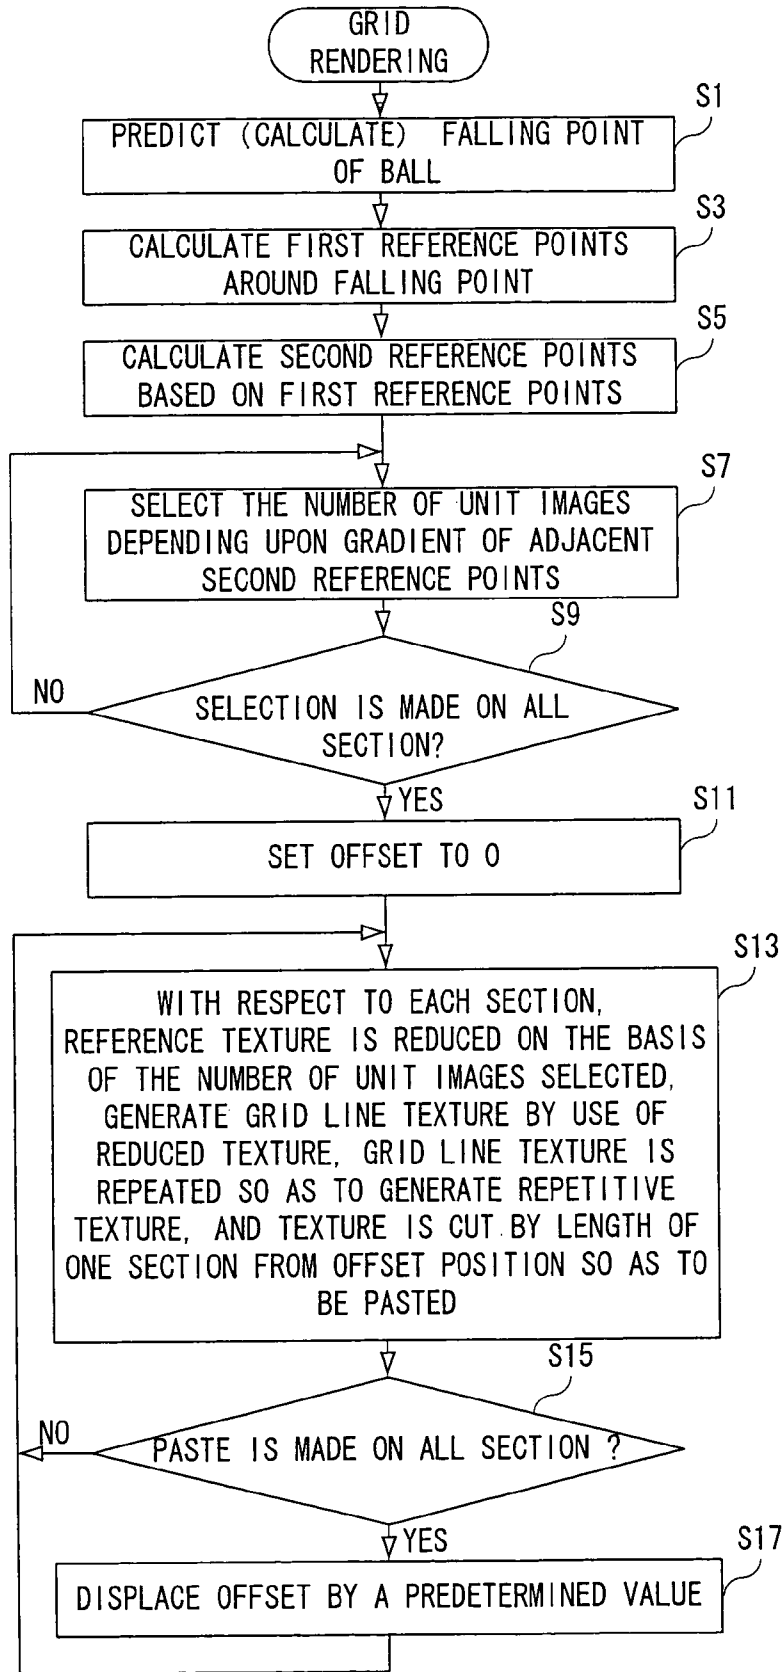 GRID
RENDERING
S1
PREDICT (CALCULATE) FALLING POINT
OF BALL
S3
CALCULATE FIRST REFERENCE POINTS
AROUND FALLING POINT
S5
CALCULATE SECOND REFERENCE POINTS
BASED ON FIRST REFERENCE POINTS
S7
SELECT THE NUMBER OF UNIT IMAGES
DEPENDING UPON GRADIENT OF ADJACENT
SECOND REFERENCE POINTS
S9
NO
SELECTION IS MADE ON ALL
SECTION?
YES
S11
SET OFFSET TO 0
S13
WITH RESPECT TO EACH SECTION,
REFERENCE TEXTURE IS REDUCED ON THE BASIS
OF THE NUMBER OF UNIT IMAGES SELECTED,
GENERATE GRID LINE TEXTURE BY USE OF
REDUCED TEXTURE, GRID LINE TEXTURE IS
REPEATED SO AS TO GENERATE REPETITIVE
TEXTURE, AND TEXTURE IS CUT BY LENGTH OF
ONE SECTION FROM OFFSET POSITION SO AS TO
BE PASTED
S15
NO
PASTE IS MADE ON ALL SECTION ?
YES
S17
DISPLACE OFFSET BY A PREDETERMINED VALUE